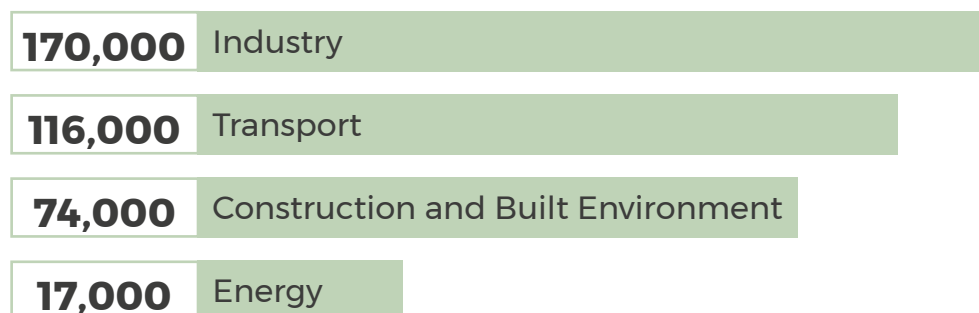 170,000 Industry
116,000 Transport
74,000 Construction and Built Environment
17,000 Energy